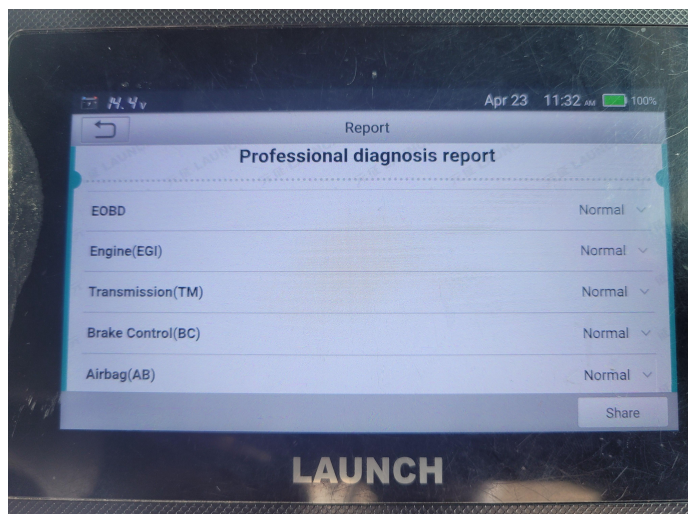 14.4v Apr 23 11:32 AM 100%
Report
Professional diagnosis report
EOBD Normal
Engine(EGI) Normal
Transmission(TM) Normal
Brake Control(BC) Normal
Airbag(AB) Normal
Share
LAUNCH